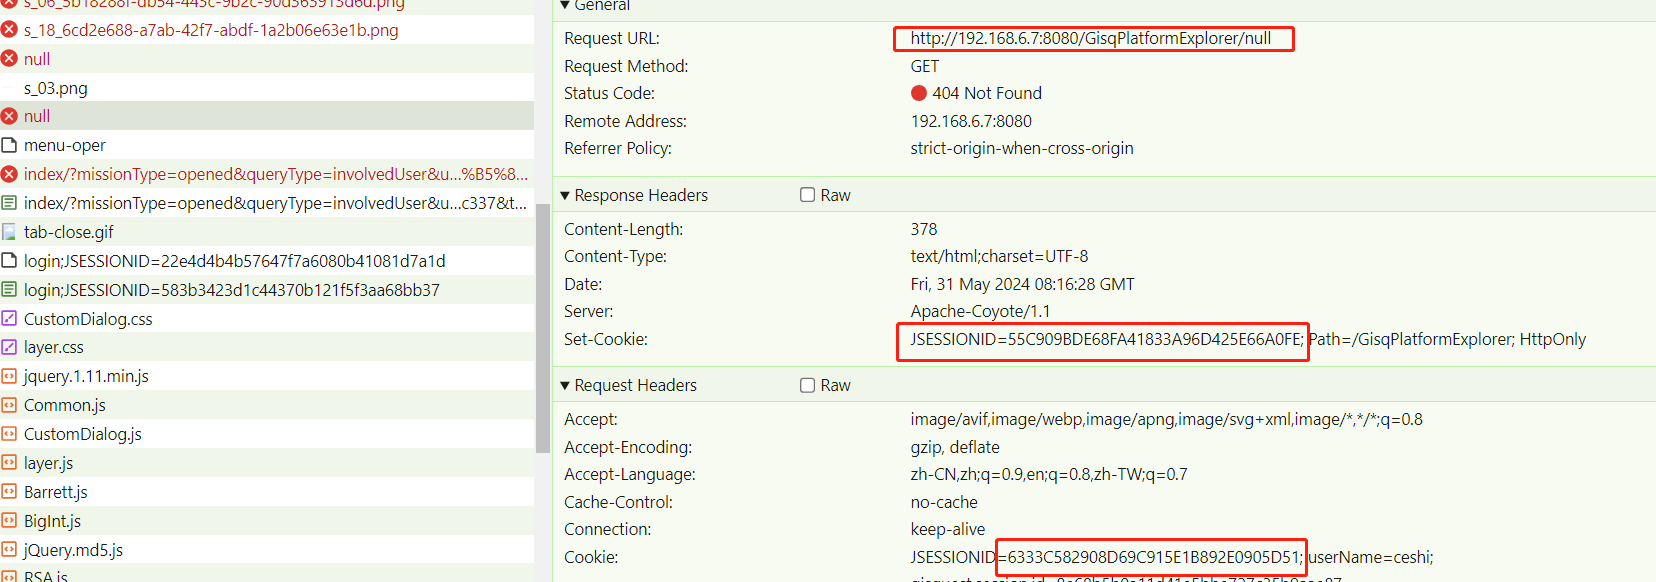 s_06_5b18288f-db54-443c-9b2c-90d563913d6d.png
s_18_6cd2e688-a7ab-42f7-abdf-1a2b06e63e1b.png
null
s_03.png
null
menu-oper
index/?missionType=opened&queryType=involvedUser&u...%B5%8...
index/?missionType=opened&queryType=involvedUser&u...c337&t...
tab-close.gif
login;JSESSIONID=22e4d4b4b57647f7a6080b41081d7a1d
login;JSESSIONID=583b3423d1c44370b121f5f3aa68bb37
CustomDialog.css
layer.css
jquery.1.11.min.js
Common.js
CustomDialog.js
layer.js
Barrett.js
BigInt.js
jQuery.md5.js
RSA.js
General
Request URL: http://192.168.6.7:8080/GisqPlatformExplorer/null
Request Method: GET
Status Code: 404 Not Found
Remote Address: 192.168.6.7:8080
Referrer Policy: strict-origin-when-cross-origin
Response Headers Raw
Content-Length: 378
Content-Type: text/html;charset=UTF-8
Date: Fri, 31 May 2024 08:16:28 GMT
Server: Apache-Coyote/1.1
Set-Cookie: JSESSIONID=55C909BDE68FA41833A96D425E66A0FE; Path=/GisqPlatformExplorer; HttpOnly
Request Headers Raw
Accept: image/avif,image/webp,image/apng,image/svg+xml,image/*,*/*;q=0.8
Accept-Encoding: gzip, deflate
Accept-Language: zh-CN,zh;q=0.9,en;q=0.8,zh-TW;q=0.7
Cache-Control: no-cache
Connection: keep-alive
Cookie: JSESSIONID=6333C582908D69C915E1B892E0905D51; userName=ceshi;